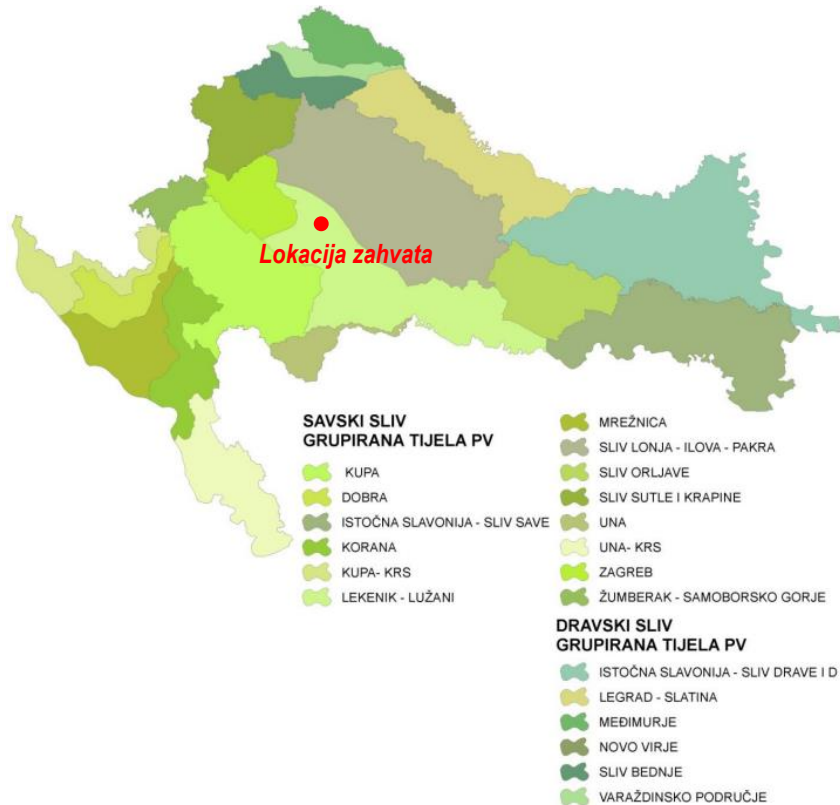 Lokacija zahvata
SAVSKI SLIV
GRUPIRANA TIJELA PV
KUPA
DOBRA
ISTOČNA SLAVONIJA - SLIV SAVE
KORANA
KUPA- KRS
LEKENIK - LUŽANI
MREŽNICA
SLIV LONJA - ILOVA - PAKRA
SLIV ORLJAVE
SLIV SUTLE I KRAPINE
UNA
UNA- KRS
ZAGREB
ŽUMBERAK - SAMOBORSKO GORJE
DRAVSKI SLIV
GRUPIRANA TIJELA PV
ISTOČNA SLAVONIJA - SLIV DRAVE I D
LEGRAD - SLATINA
MEĐIMURJE
NOVO VIRJE
SLIV BEDNJE
VARAŽDINSKO PODRUČJE